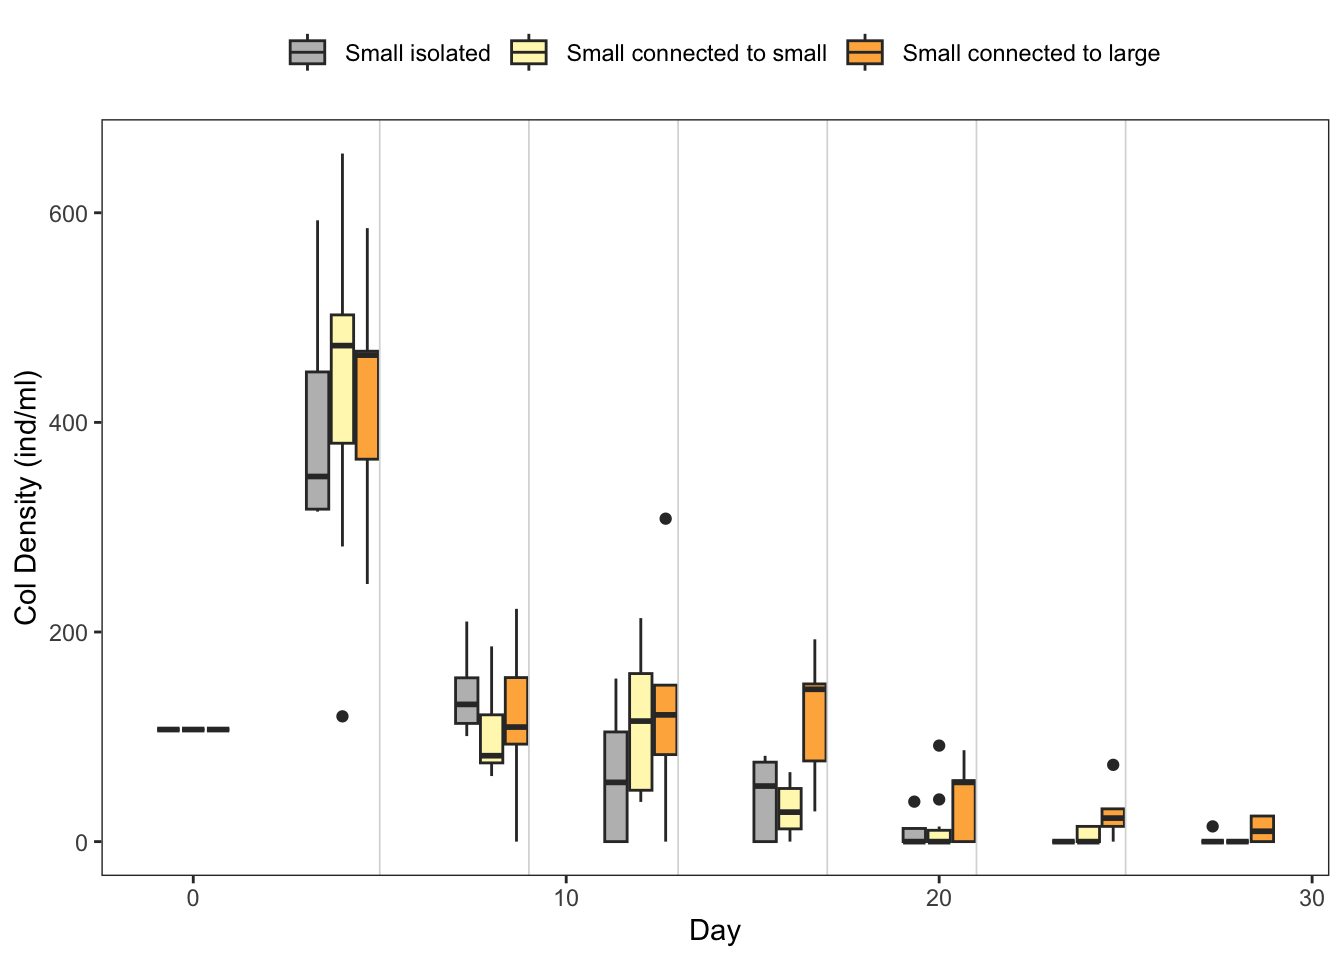 Small isolated Small connected to small Small connected to large
Col Density (ind/ml)
600
400
200
0
0 10 20 30
Day